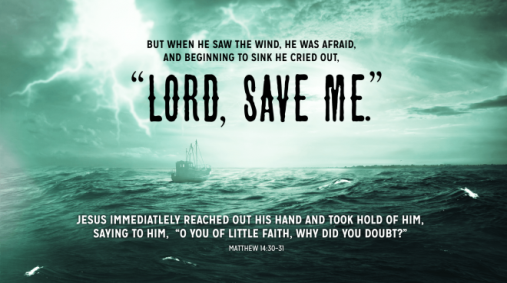 BUT WHEN HE SAW THE WIND, HE WAS AFRAID,
AND BEGINNING TO SINK HE CRIED OUT,
“LORD, SAVE ME.”
JESUS IMMEDIATLELY REACHED OUT HIS HAND AND TOOK HOLD OF HIM,
SAYING TO HIM, “O YOU OF LITTLE FAITH, WHY DID YOU DOUBT?”
MATTHEW 14:30-31